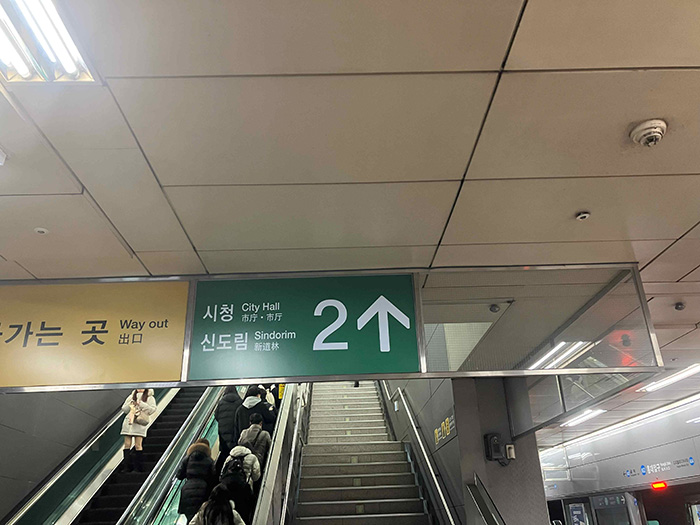 가는 곳
Way out
出口
시청 City Hall
市庁·市厅
신도림 Sindorim
新道林
2↑